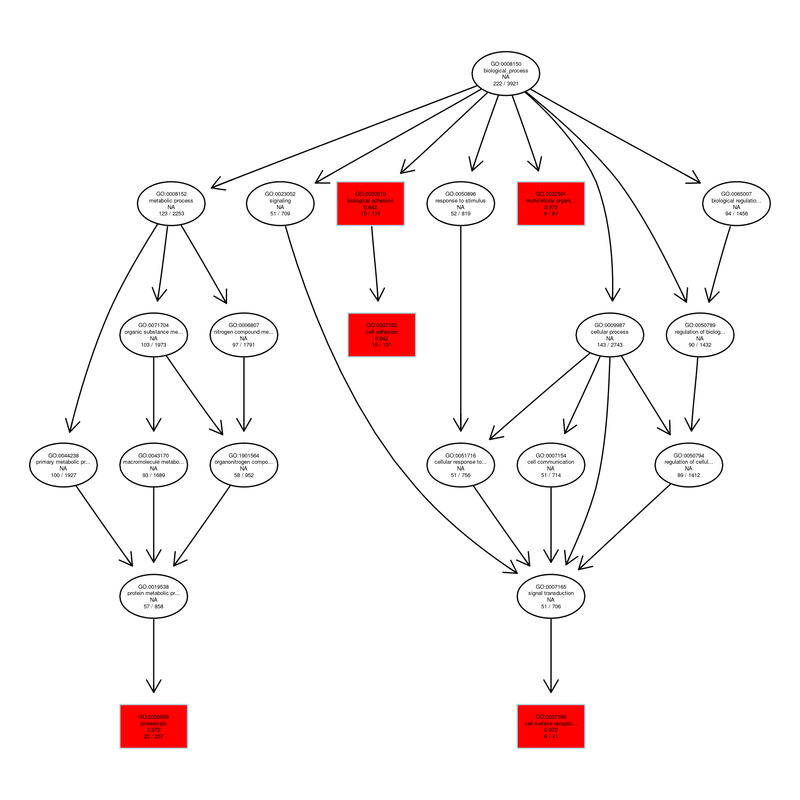 GO:0008150
biological_process
NA
222 / 3921
GO:0008152
metabolic process
NA
123 / 2253
GO:0023052
signaling
NA
51 / 709
GO:0022610
biological adhesion
0.942
15 / 131
GO:0050896
response to stimulus
NA
52 / 819
GO:0032501
multicellular organi...
0.972
8 / 81
GO:0065007
biological regulatio...
NA
94 / 1456
GO:0071704
organic substance me...
NA
103 / 1973
GO:0006807
nitrogen compound me...
NA
97 / 1791
GO:0007155
cell adhesion
0.942
15 / 131
GO:0009987
cellular process
NA
143 / 2743
GO:0050789
regulation of biolog...
NA
90 / 1432
GO:0044238
primary metabolic pr...
NA
100 / 1927
GO:0043170
macromolecule metabo...
NA
93 / 1689
GO:1901564
organonitrogen compo...
NA
58 / 952
GO:0051716
cellular response to...
NA
51 / 756
GO:0007154
cell communication
NA
51 / 714
GO:0050794
regulation of cellul...
NA
89 / 1412
GO:0019538
protein metabolic pr...
NA
57 / 858
GO:0007165
signal transduction
NA
51 / 706
GO:0006508
proteolysis
0.972
22 / 257
GO:0007166
cell surface recepto...
0.972
6 / 41